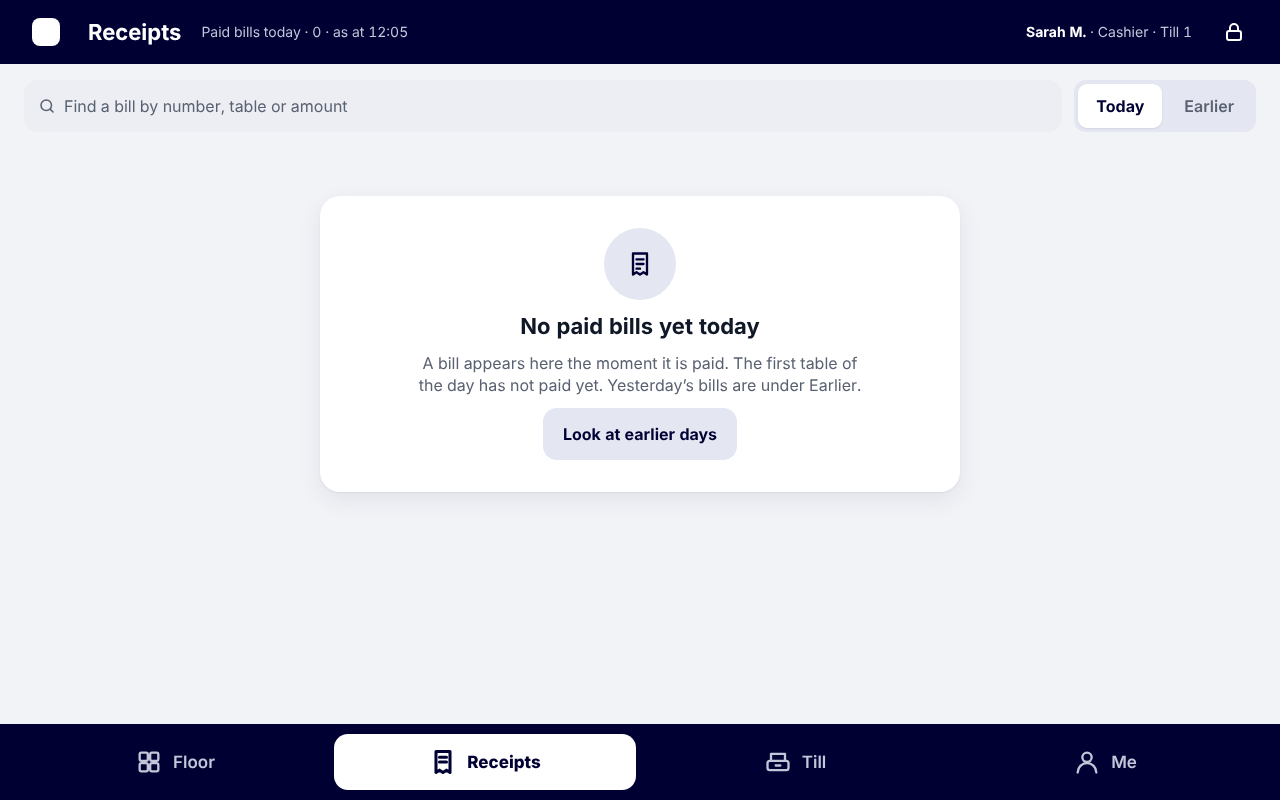 Receipts
Paid bills today · 0 · as at 12:05
Sarah M. · Cashier · Till 1
Find a bill by number, table or amount
Today
Earlier
No paid bills yet today
A bill appears here the moment it is paid. The first table of
the day has not paid yet. Yesterday’s bills are under Earlier.
Look at earlier days
Floor
Receipts
Till
Me